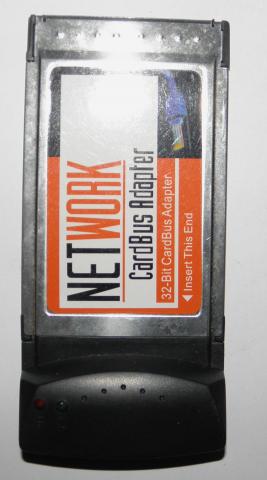 NETWORK
CardBus Adapter
32-Bit CardBus Adapter
◀ Insert This End